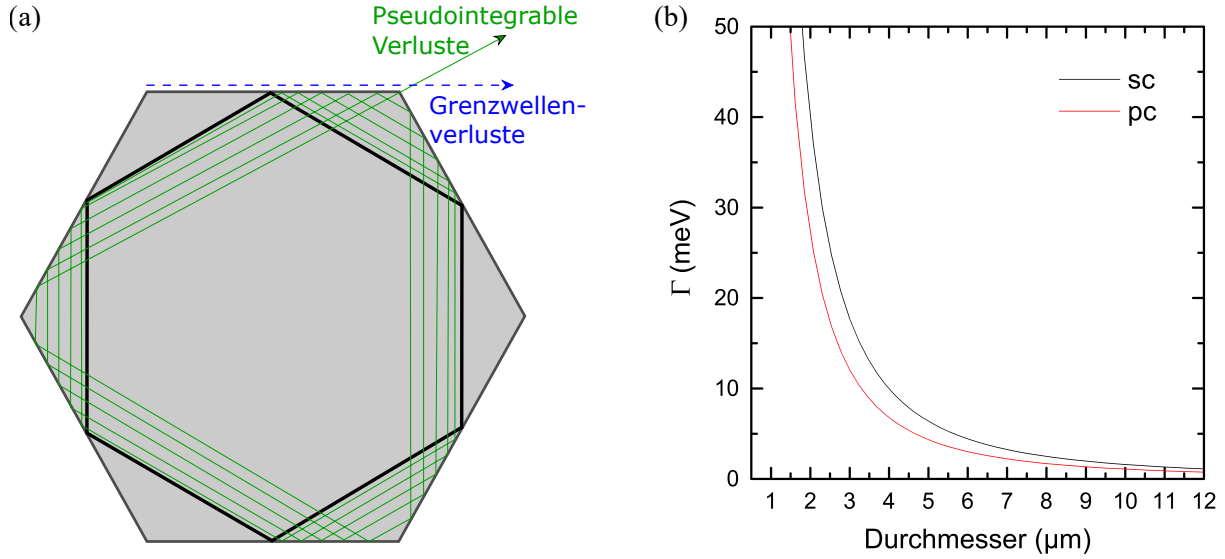 (a)
Pseudointegrable
Verluste
Grenzwellen-
verluste
(b)
50
40
30
20
10
0
Γ (meV)
sc
pc
1 2 3 4 5 6 7 8 9 10 11 12
Durchmesser (µm)